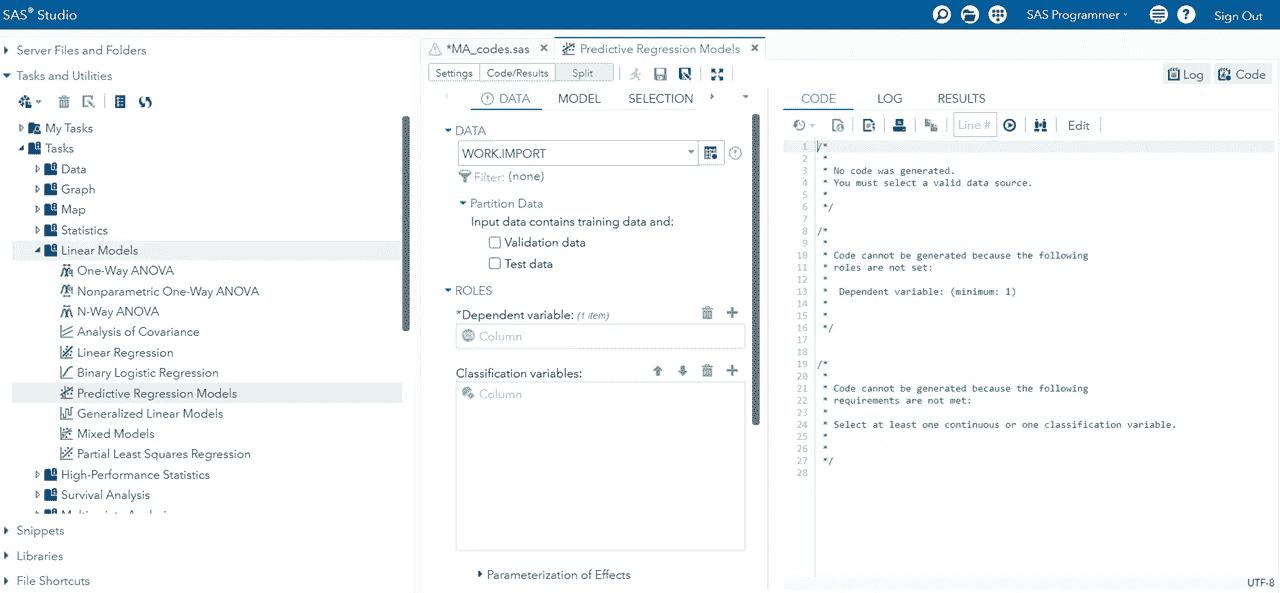 SAS® Studio
SAS Programmer
Sign Out
Server Files and Folders
Tasks and Utilities
My Tasks
Tasks
Data
Graph
Map
Statistics
Linear Models
One-Way ANOVA
Nonparametric One-Way ANOVA
N-Way ANOVA
Analysis of Covariance
Linear Regression
Binary Logistic Regression
Predictive Regression Models
Generalized Linear Models
Mixed Models
Partial Least Squares Regression
High-Performance Statistics
Survival Analysis
Snippets
Libraries
File Shortcuts
*MA_codes.sas
Predictive Regression Models
Settings Code/Results Split
Log Code
DATA MODEL SELECTION
DATA
WORK.IMPORT
Filter: (none)
Partition Data
Input data contains training data and:
Validation data
Test data
ROLES
*Dependent variable: (1 item)
Column
Classification variables:
Column
Parameterization of Effects
CODE LOG RESULTS
Line # Edit
1 /*
2 *
3 * No code was generated.
4 * You must select a valid data source.
5 *
6 */
7
8 /*
9 *
10 * Code cannot be generated because the following
11 * roles are not set:
12 *
13 * Dependent variable: (minimum: 1)
14 *
15 *
16 */
17
18
19 /*
20 *
21 * Code cannot be generated because the following
22 * requirements are not met:
23 *
24 * Select at least one continuous or one classification variable.
25 *
26 *
27 */
28
UTF-8